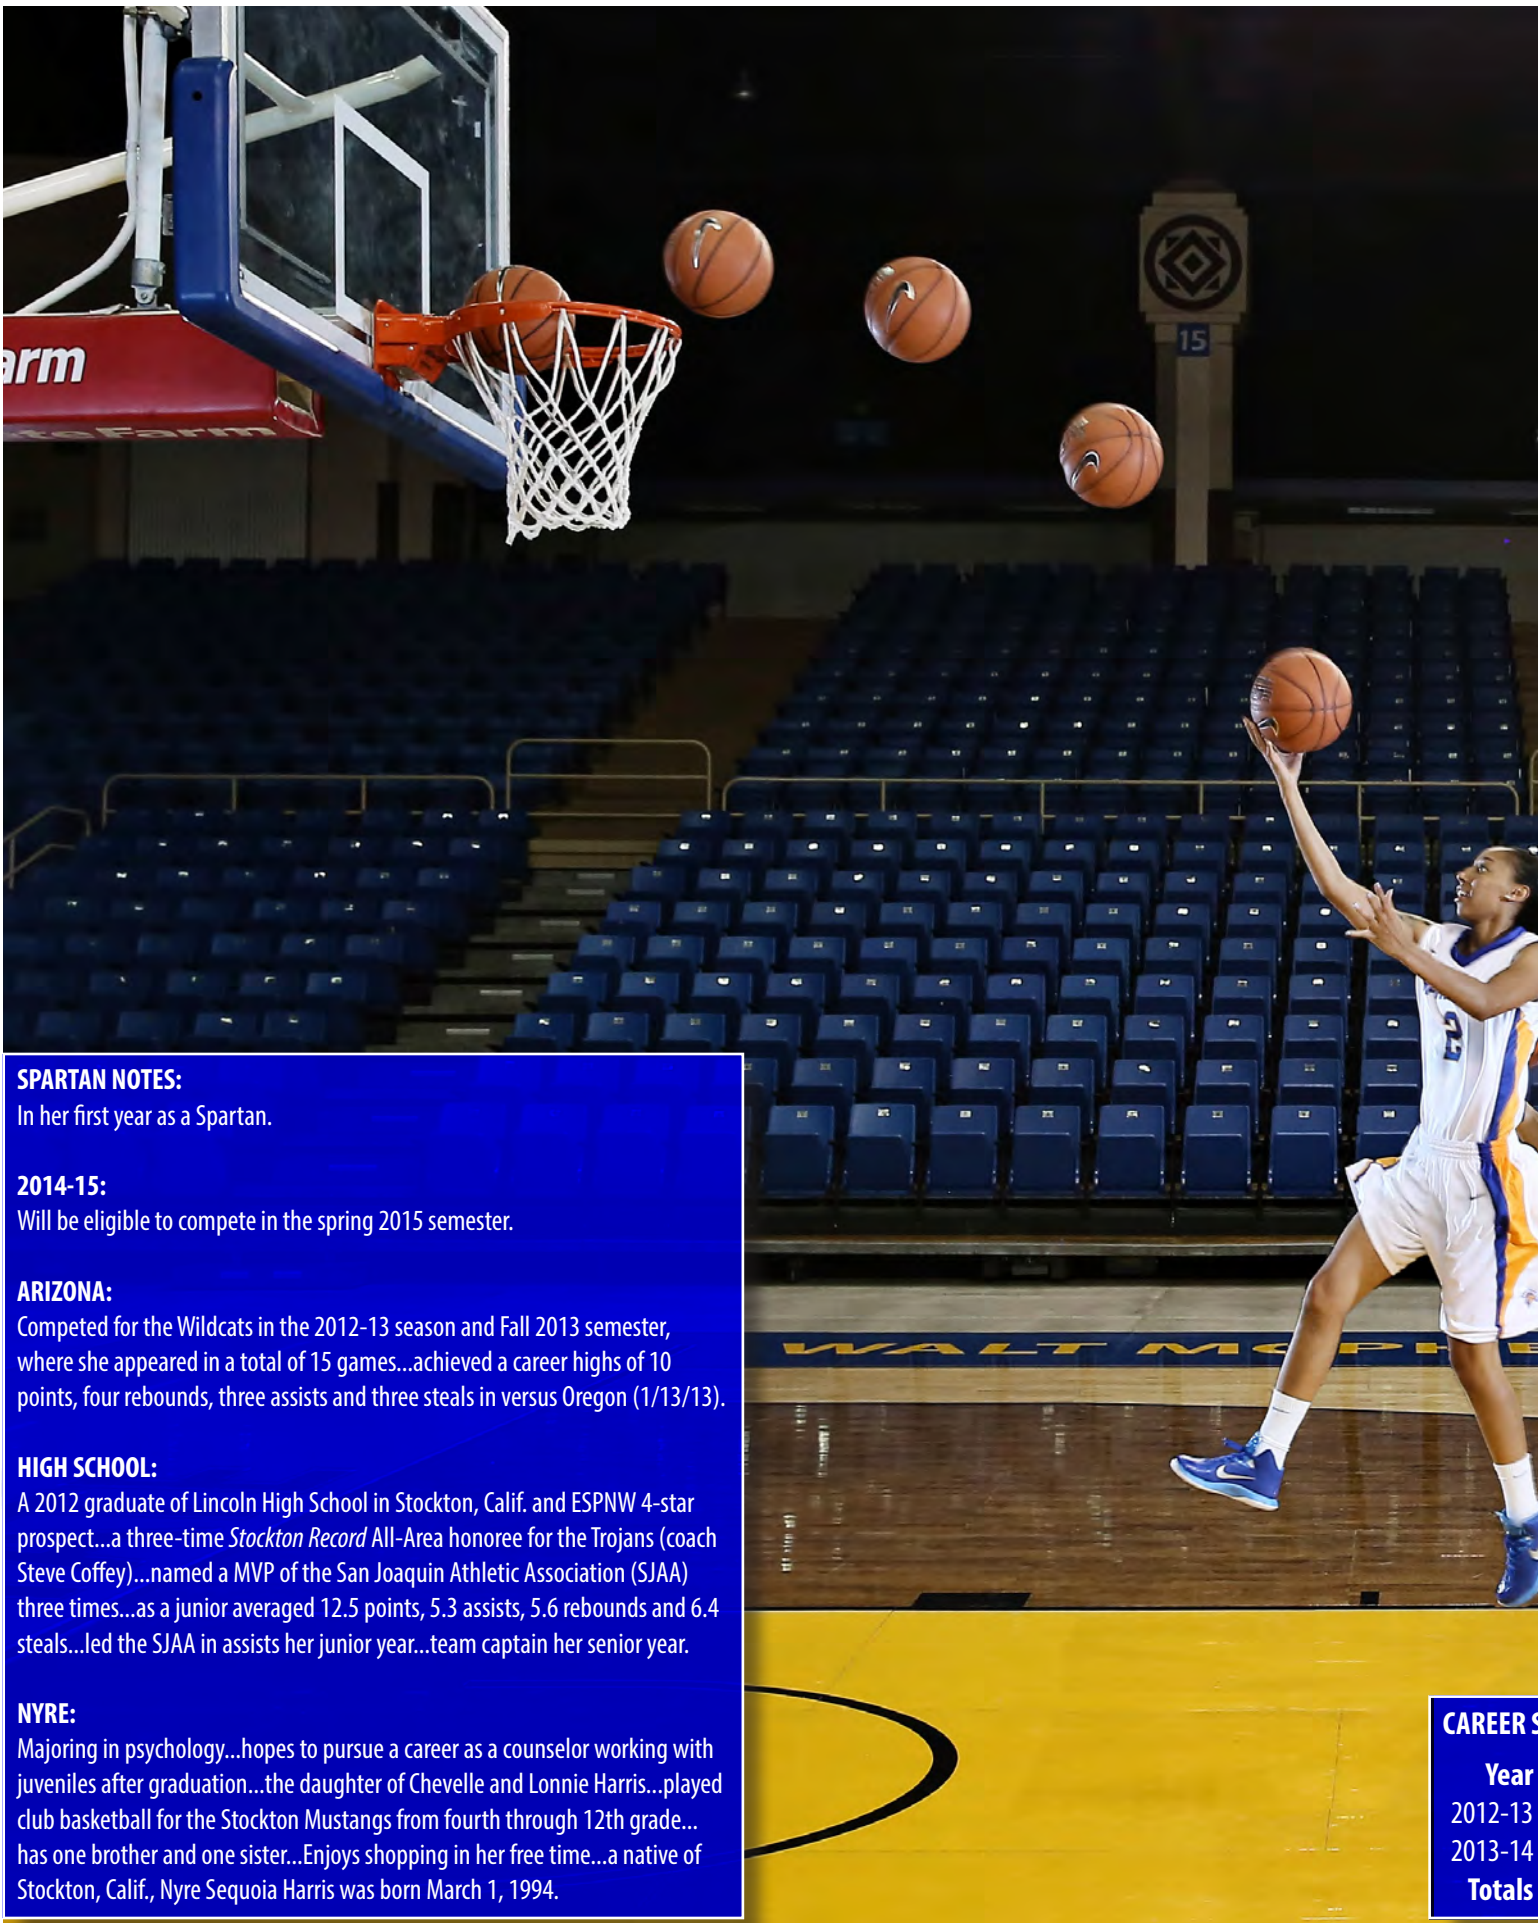 arm
15
teFarm
2
SPARTAN NOTES:
In her first year as a Spartan.
2014-15:
Will be eligible to compete in the spring 2015 semester.
ARIZONA:
Competed for the Wildcats in the 2012-13 season and Fall 2013 semester,
where she appeared in a total of 15 games...achieved a career highs of 10
points, four rebounds, three assists and three steals in versus Oregon (1/13/13).
WALT MCPHE
HIGH SCHOOL:
A 2012 graduate of Lincoln High School in Stockton, Calif. and ESPNW 4-star
prospect...a three-time Stockton Record All-Area honoree for the Trojans (coach
Steve Coffey)...named a MVP of the San Joaquin Athletic Association (SJAA)
three times...as a junior averaged 12.5 points, 5.3 assists, 5.6 rebounds and 6.4
steals...led the SJAA in assists her junior year...team captain her senior year.
NYRE:
Majoring in psychology...hopes to pursue a career as a counselor working with
juveniles after graduation...the daughter of Chevelle and Lonnie Harris...played
club basketball for the Stockton Mustangs from fourth through 12th grade...
has one brother and one sister...Enjoys shopping in her free time...a native of
Stockton, Calif., Nyre Sequoia Harris was born March 1, 1994.
CAREER S
Year
2012-13
2013-14
Totals